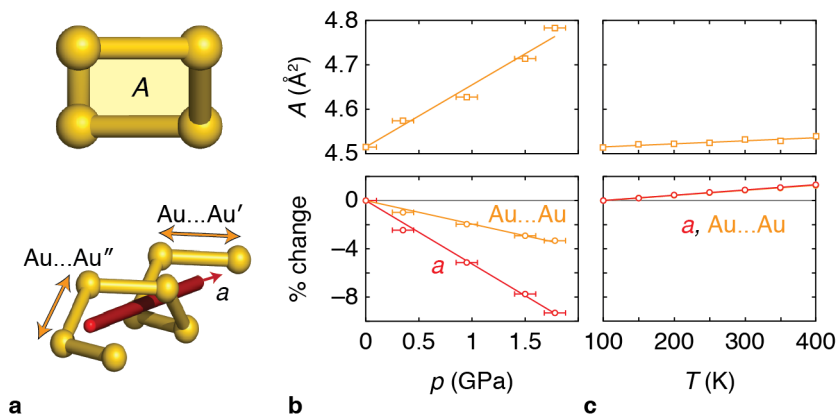 A
Au...Au′
Au...Au″
a
a
A (Å²)
4.8
4.7
4.6
4.5
% change
0
−4
−8
Au...Au
a
0
0.5
1.0
1.5
p (GPa)
b
a, Au...Au
100
200
300
400
T (K)
c